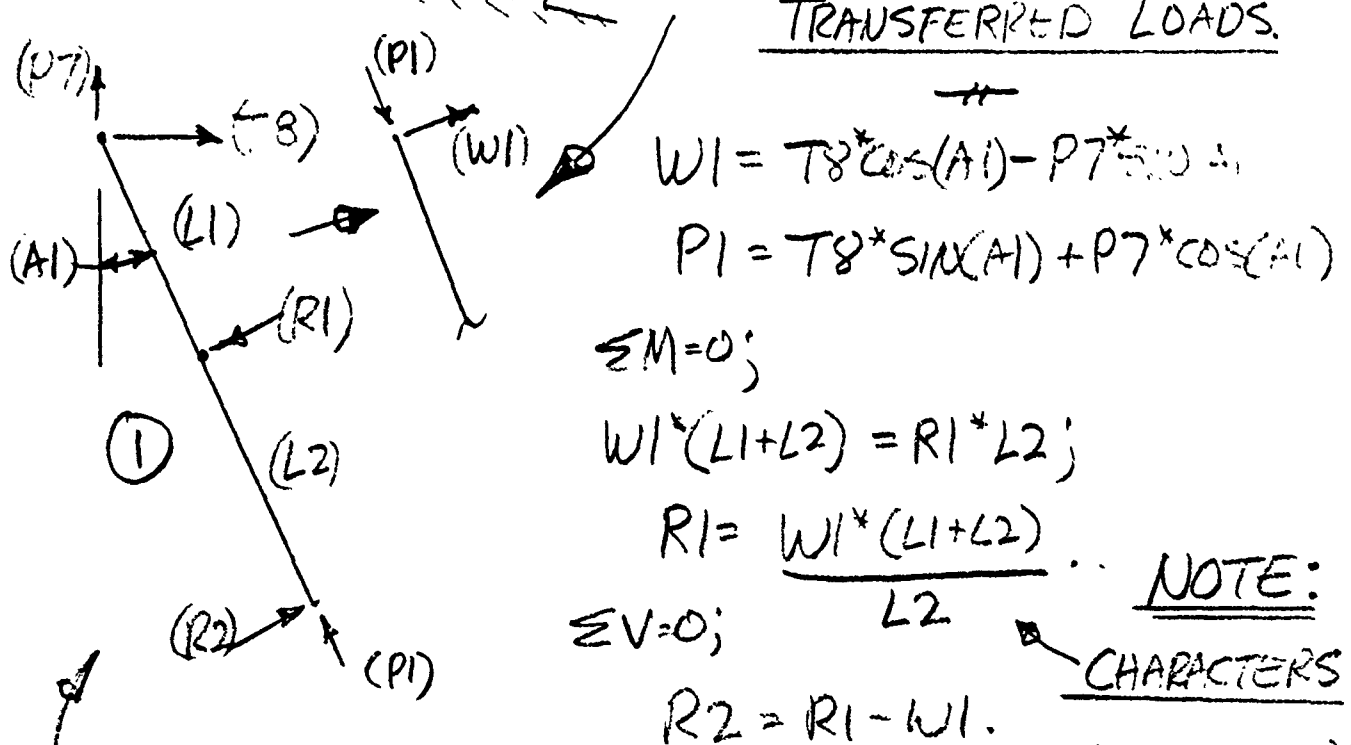 TRANSFERRED LOADS.
(P7)
(P1)
(T8)
(W1)
W1 = T8*COS(A1) - P7*
(L1)
(A1)
P1 = T8*SIN(A1) + P7*COS(A1)
(R1)
ΣM=0;
①
(L2)
W1*(L1+L2) = R1*L2;
R1= W1*(L1+L2)
L2
NOTE:
(R2)
(P1)
ΣV=0;
CHARACTERS
R2 = R1-W1.